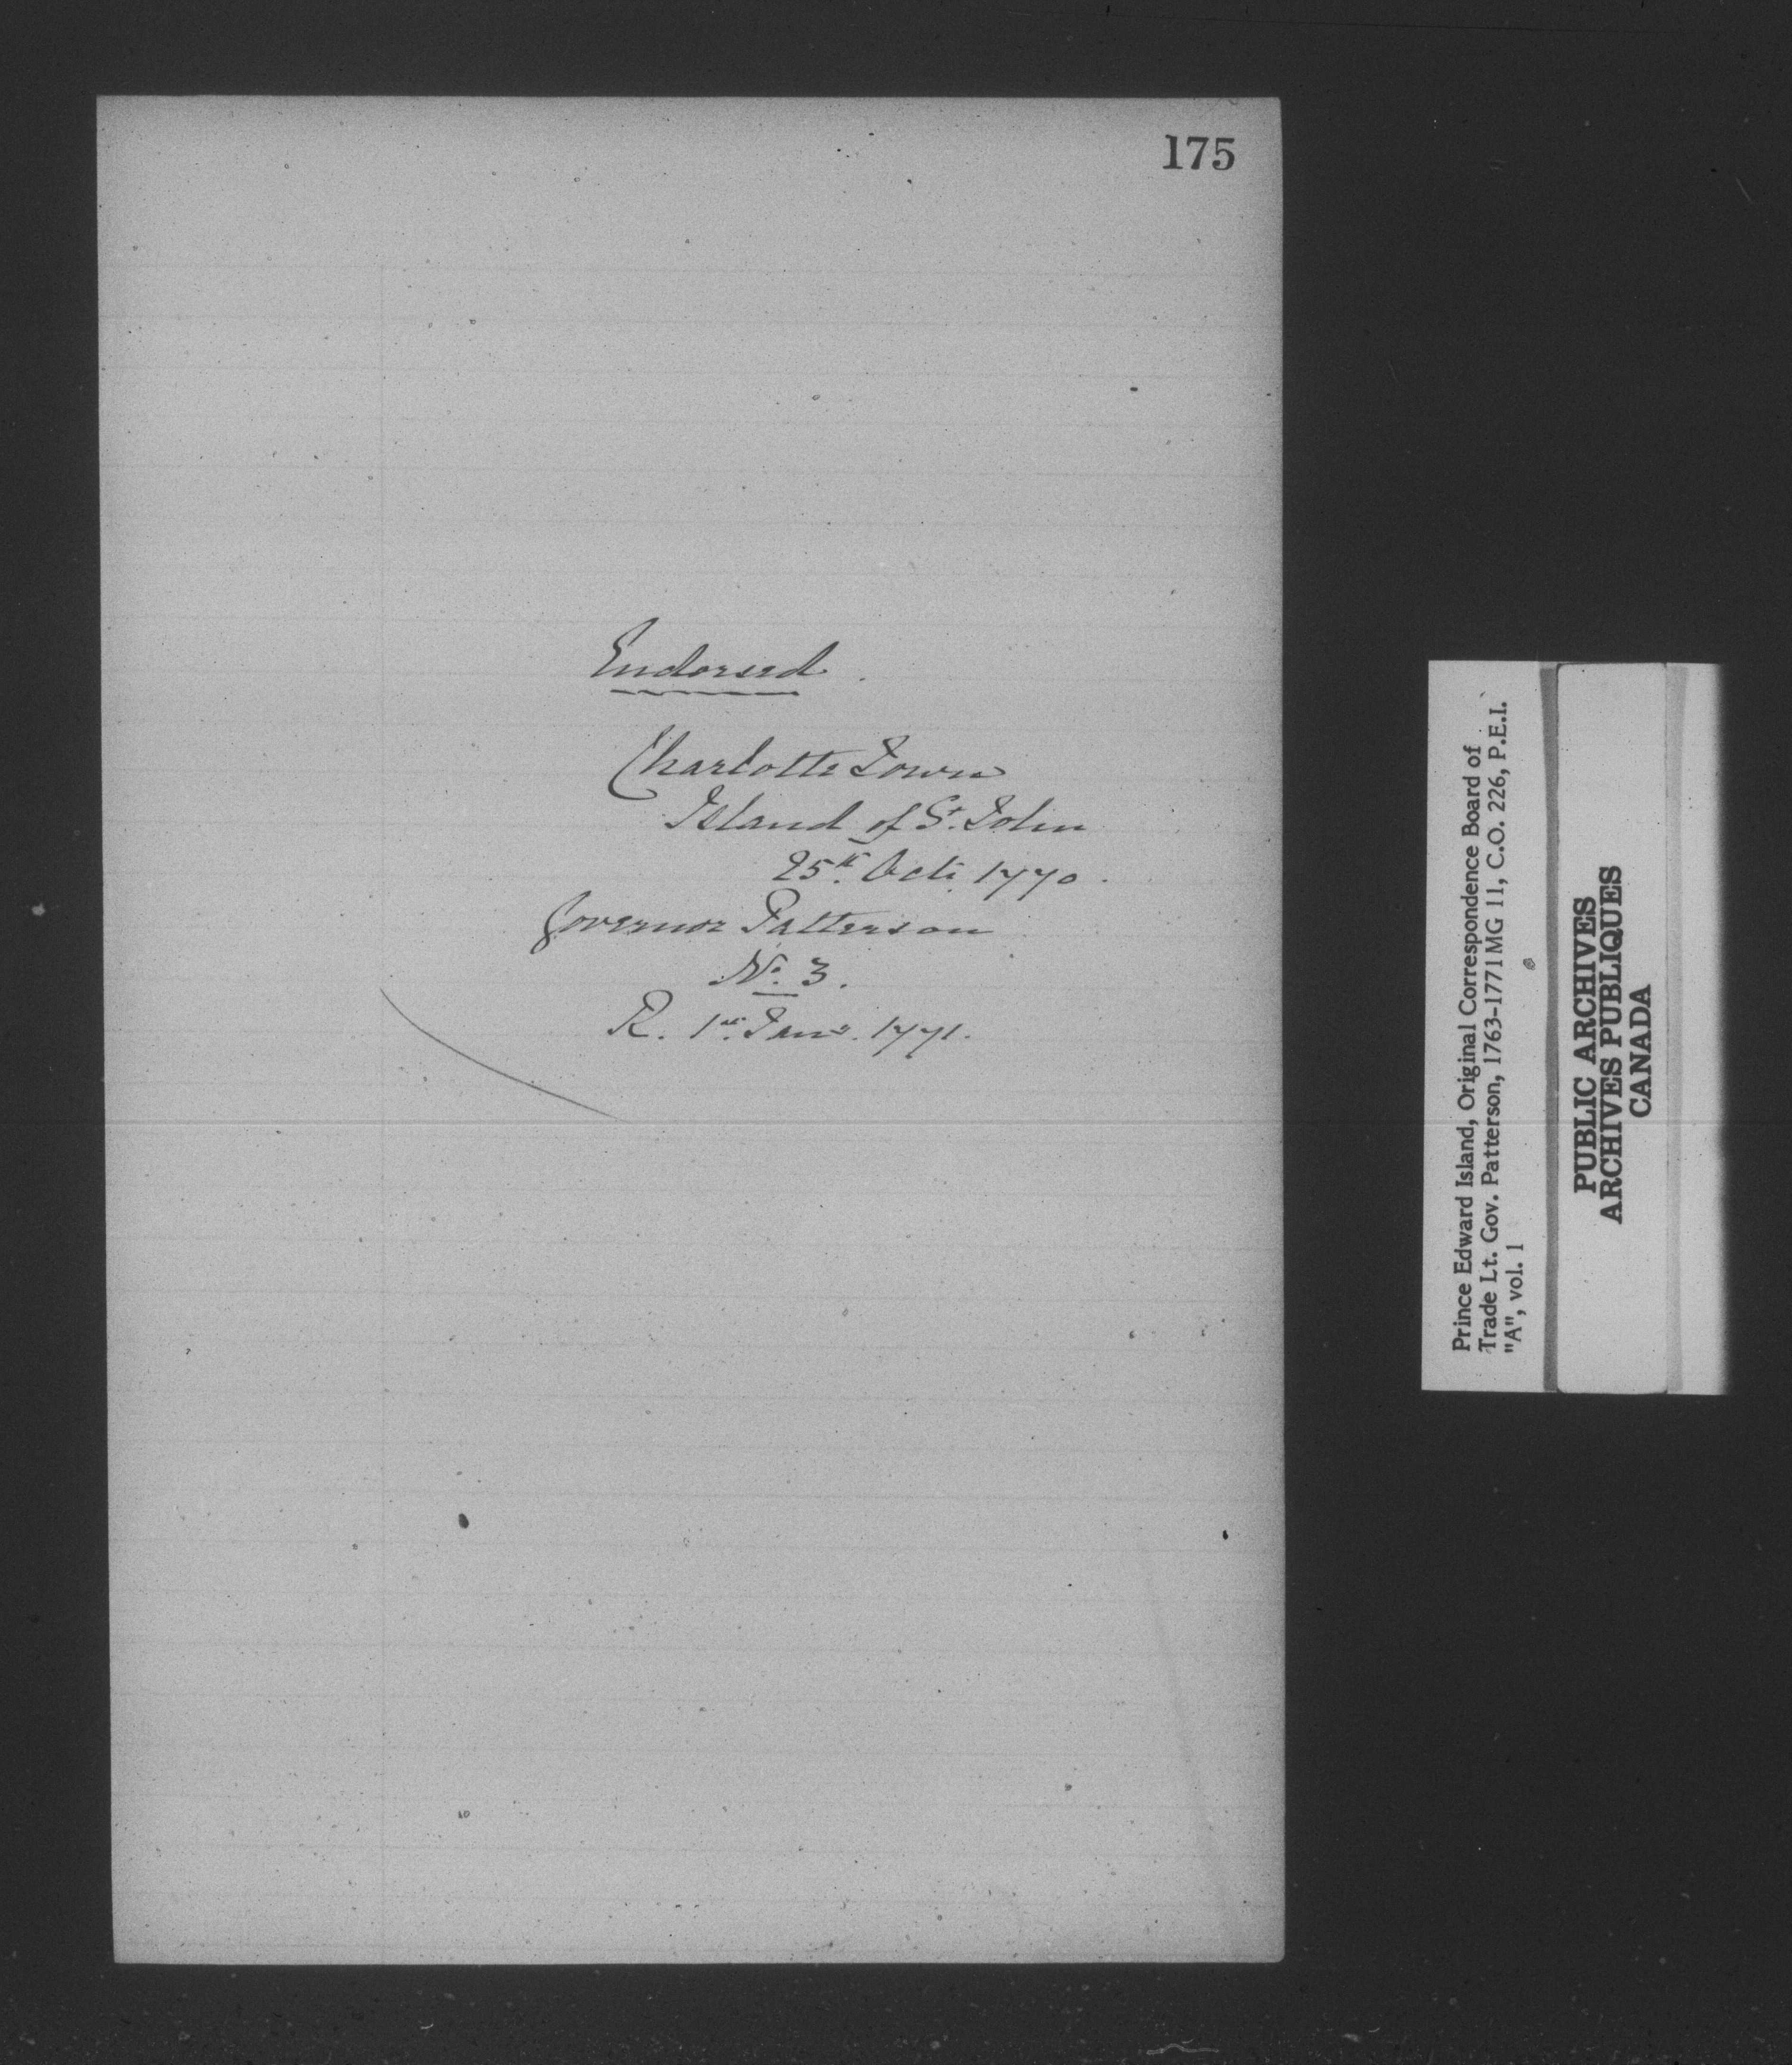 175
Endorsed.
Charlotte Town
Island of St. John
25th. Octr. 1770.
Governor Patterson
No. 3.
R. 1st. Jany. 1771.
Prince Edward Island, Original Correspondence Board of
Trade Lt. Gov. Patterson, 1763-1771 MG 11, C.O. 226, P.E.I.
"A", vol. 1
PUBLIC ARCHIVES
ARCHIVES PUBLIQUES
CANADA